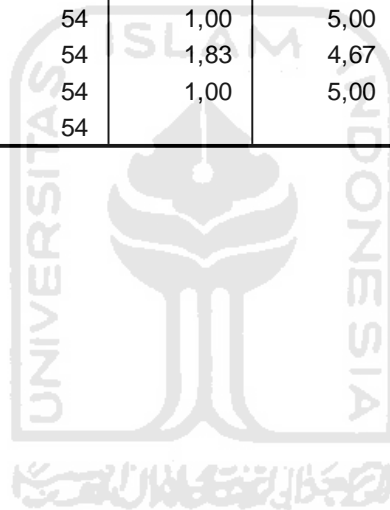 54 1,00 5,00
54 1,83 4,67
54 1,00 5,00
54
ISLAM
UNIVERSITAS
INDONESIA